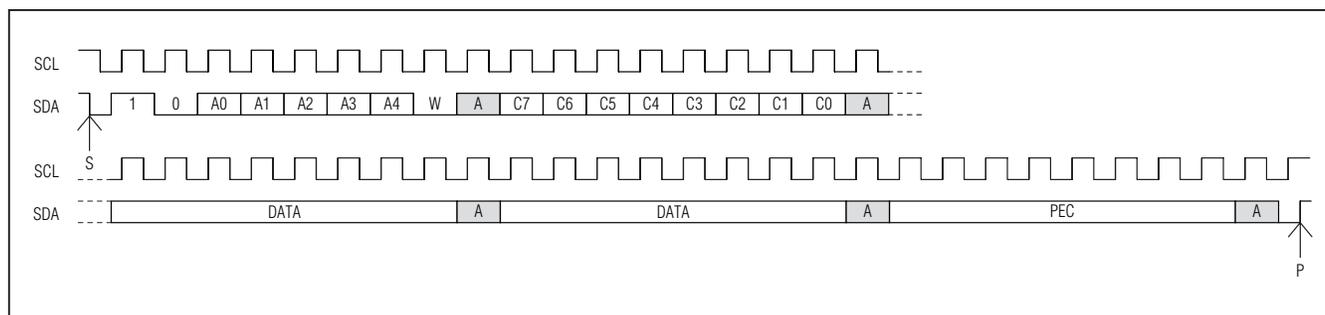 SCL
SDA 1 0 A0 A1 A2 A3 A4 W A C7 C6 C5 C4 C3 C2 C1 C0 A
S
SCL
SDA DATA A DATA A PEC A
P